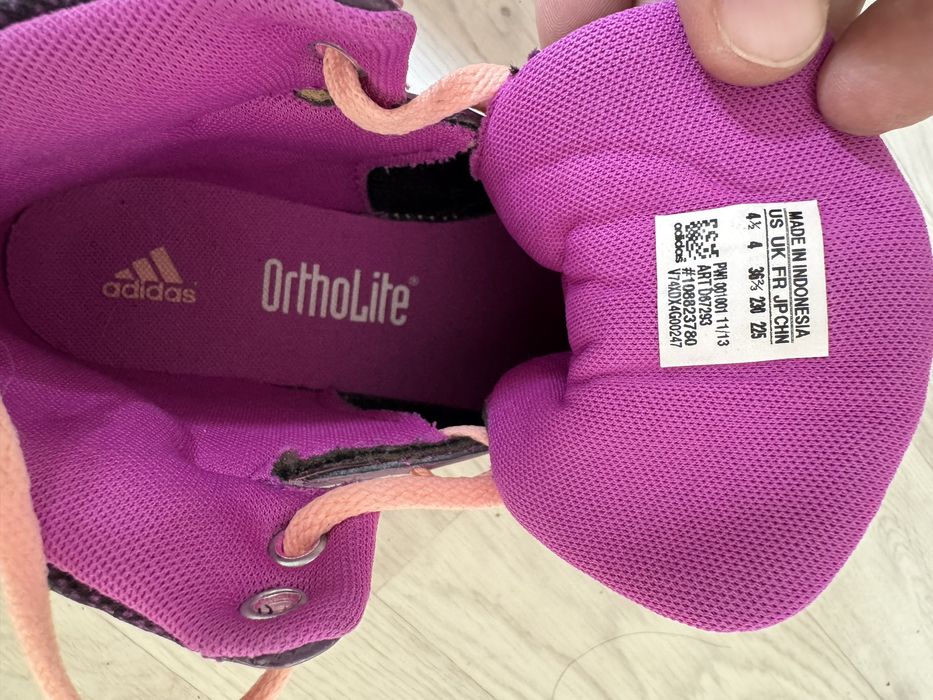 adidas
OrthoLite®
MADE IN INDONESIA
US UK FR JP CHN
4½ 4 36⅔ 230 225
PWI 001001 11/13
ART D67293
#108823780
V74XDX4G00247
adidas